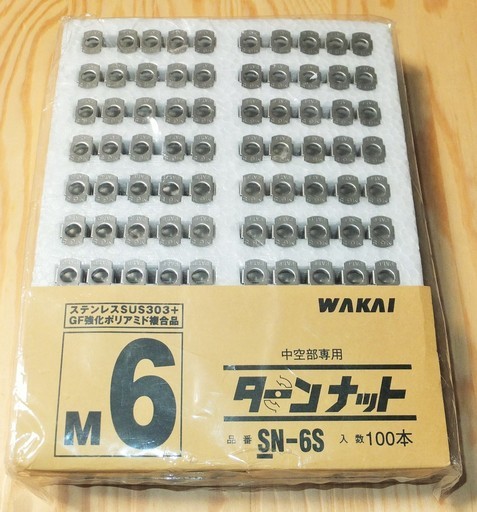 ステンレスSUS303+
GF強化ポリアミド複合品
M6
WAKAI
中空部専用
ターンナット
品番 SN-6S 入数 100本